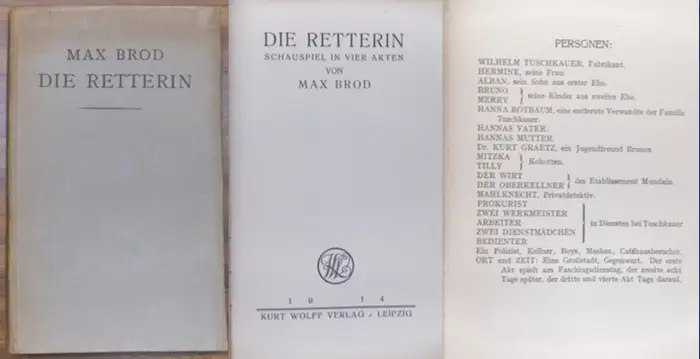 MAX BROD
DIE RETTERIN
DIE RETTERIN
SCHAUSPIEL IN VIER AKTEN
VON
MAX BROD
1914
KURT WOLFF VERLAG / LEIPZIG
PERSONEN:
WILHELM TUSCHKAUER, Fabrikant.
HERMINE, seine Frau.
ALBAN, sein Sohn aus erster Ehe.
BRUNO
MERRY
seine Kinder aus zweiter Ehe.
HANNA ROTBAUM, eine entfernte Verwandte der Familie
Tuschkauer.
HANNAS VATER.
HANNAS MUTTER.
Dr. KURT GRAETZ, ein Jugendfreund Brunos
MITZKA
TILLY
Kokotten.
DER WIRT
DER OBERKELLNER
des Etablissement Mondain.
MAHLKNECHT, Privatdetektiv.
PROKURIST
ZWEI WERKMEISTER
ARBEITER
ZWEI DIENSTMÄDCHEN
BEDIENTER
in Diensten bei Tuschkauer
Ein Polizist, Kellner, Boys, Masken, Caféhausbesucher.
ORT und ZEIT: Eine Großstadt, Gegenwart. Der erste
Akt spielt am Faschingsdienstag, der zweite acht
Tage später, der dritte und vierte Akt Tags darauf.